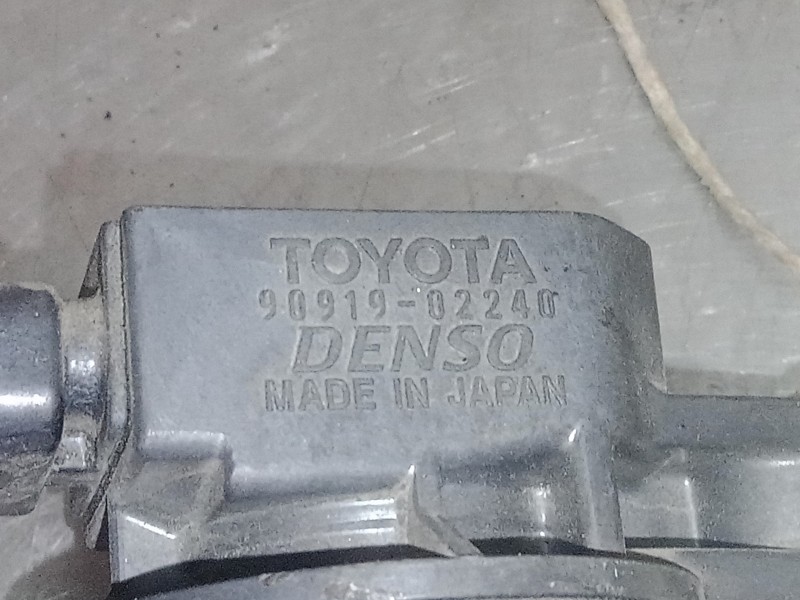 TOYOTA
90919-02240
DENSO
MADE IN JAPAN